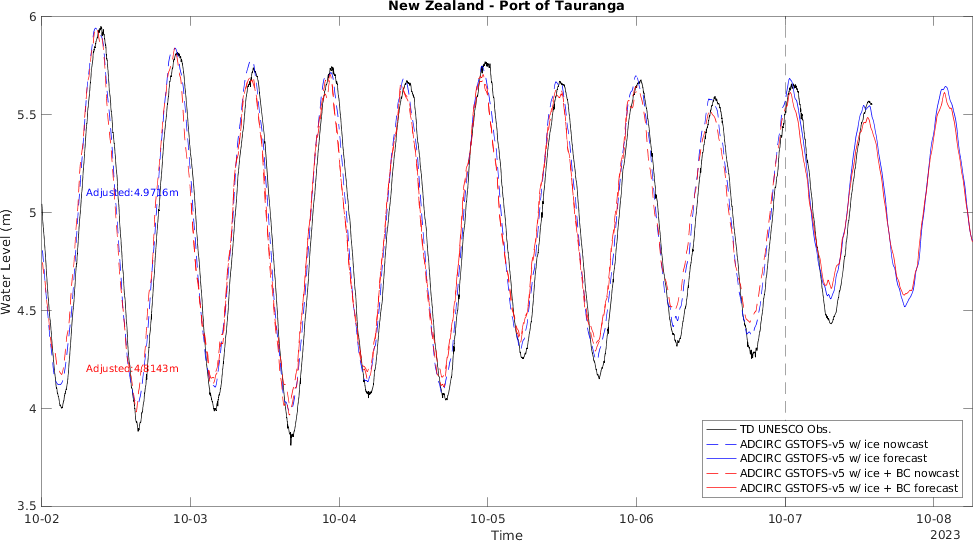 New Zealand - Port of Tauranga
6
5.5
5
4.5
4
3.5
Water Level (m)
Adjusted:4.9716m
Adjusted:4.8143m
TD UNESCO Obs.
ADCIRC GSTOFS-v5 w/ ice nowcast
ADCIRC GSTOFS-v5 w/ ice forecast
ADCIRC GSTOFS-v5 w/ ice + BC nowcast
ADCIRC GSTOFS-v5 w/ ice + BC forecast
10-02 10-03 10-04 10-05 10-06 10-07 10-08
Time
2023